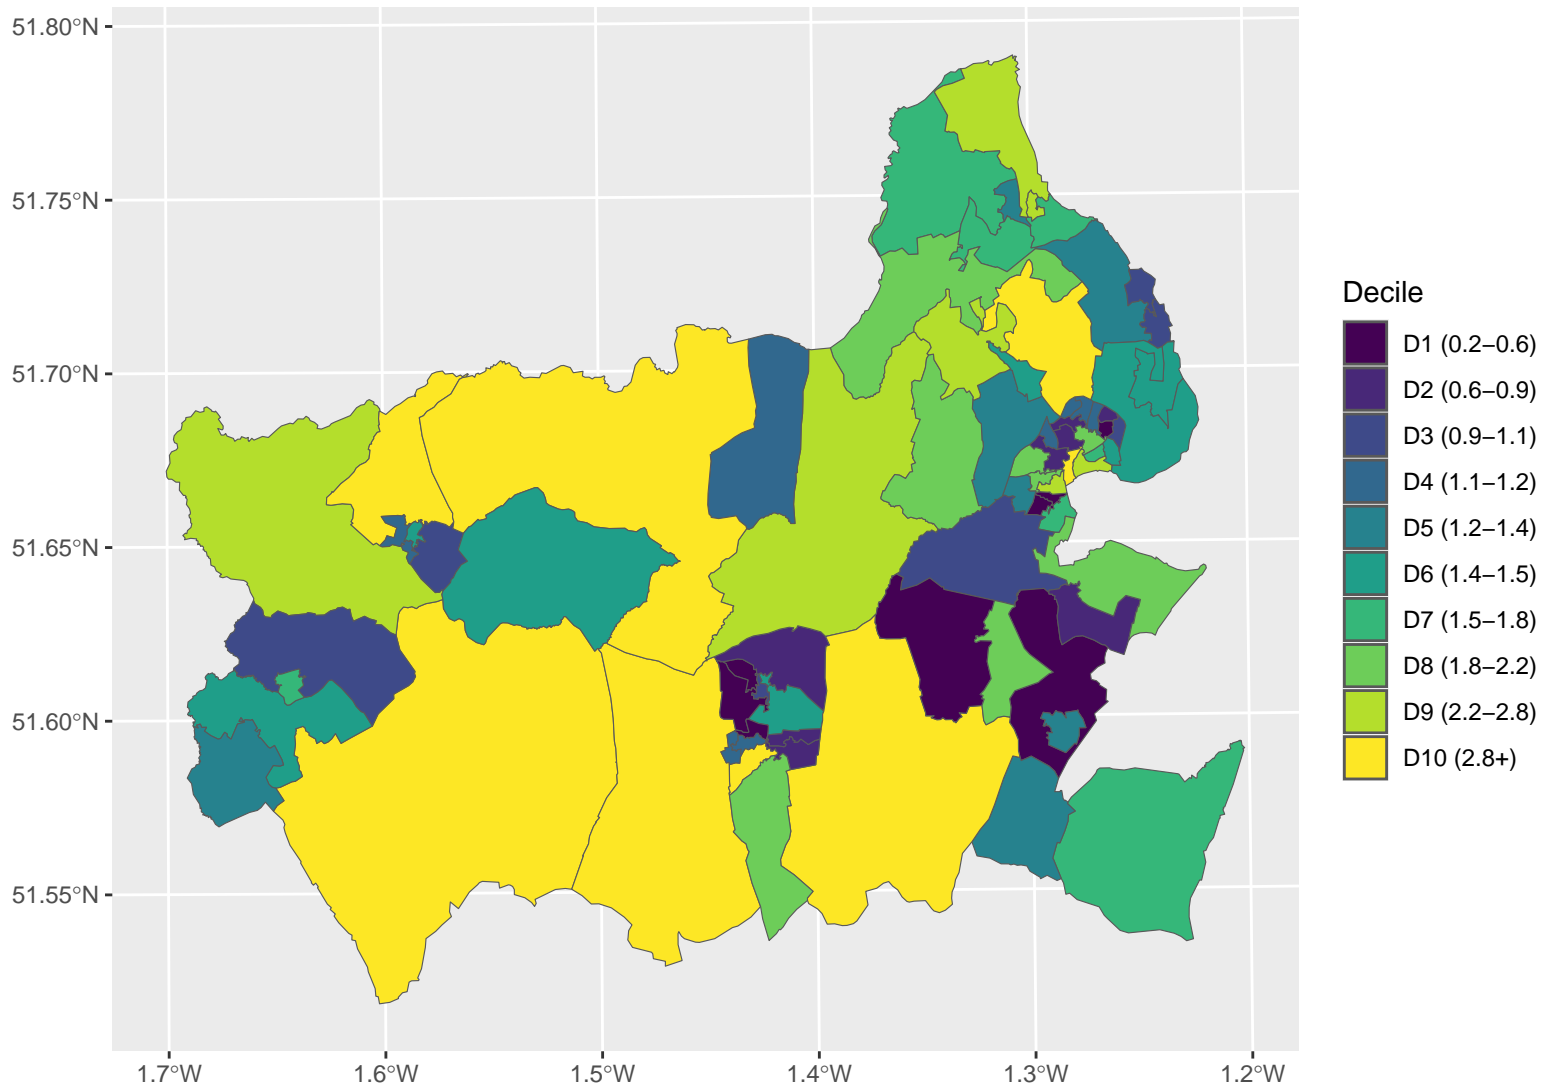 51.80°N
51.75°N
51.70°N
51.65°N
51.60°N
51.55°N
1.7°W
1.6°W
1.5°W
1.4°W
1.3°W
1.2°W
Decile
D1 (0.2–0.6)
D2 (0.6–0.9)
D3 (0.9–1.1)
D4 (1.1–1.2)
D5 (1.2–1.4)
D6 (1.4–1.5)
D7 (1.5–1.8)
D8 (1.8–2.2)
D9 (2.2–2.8)
D10 (2.8+)